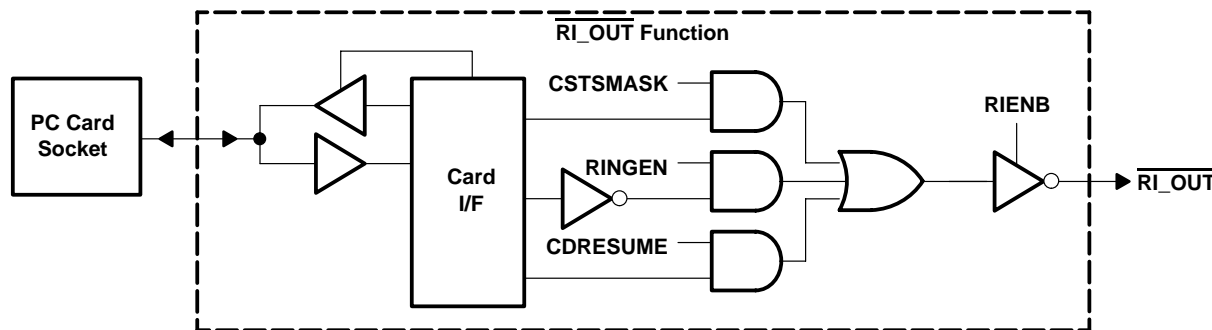 RI_OUT Function
PC Card
Socket
CSTSMASK
RINGEN
Card
I/F
CDRESUME
RIENB
RI_OUT